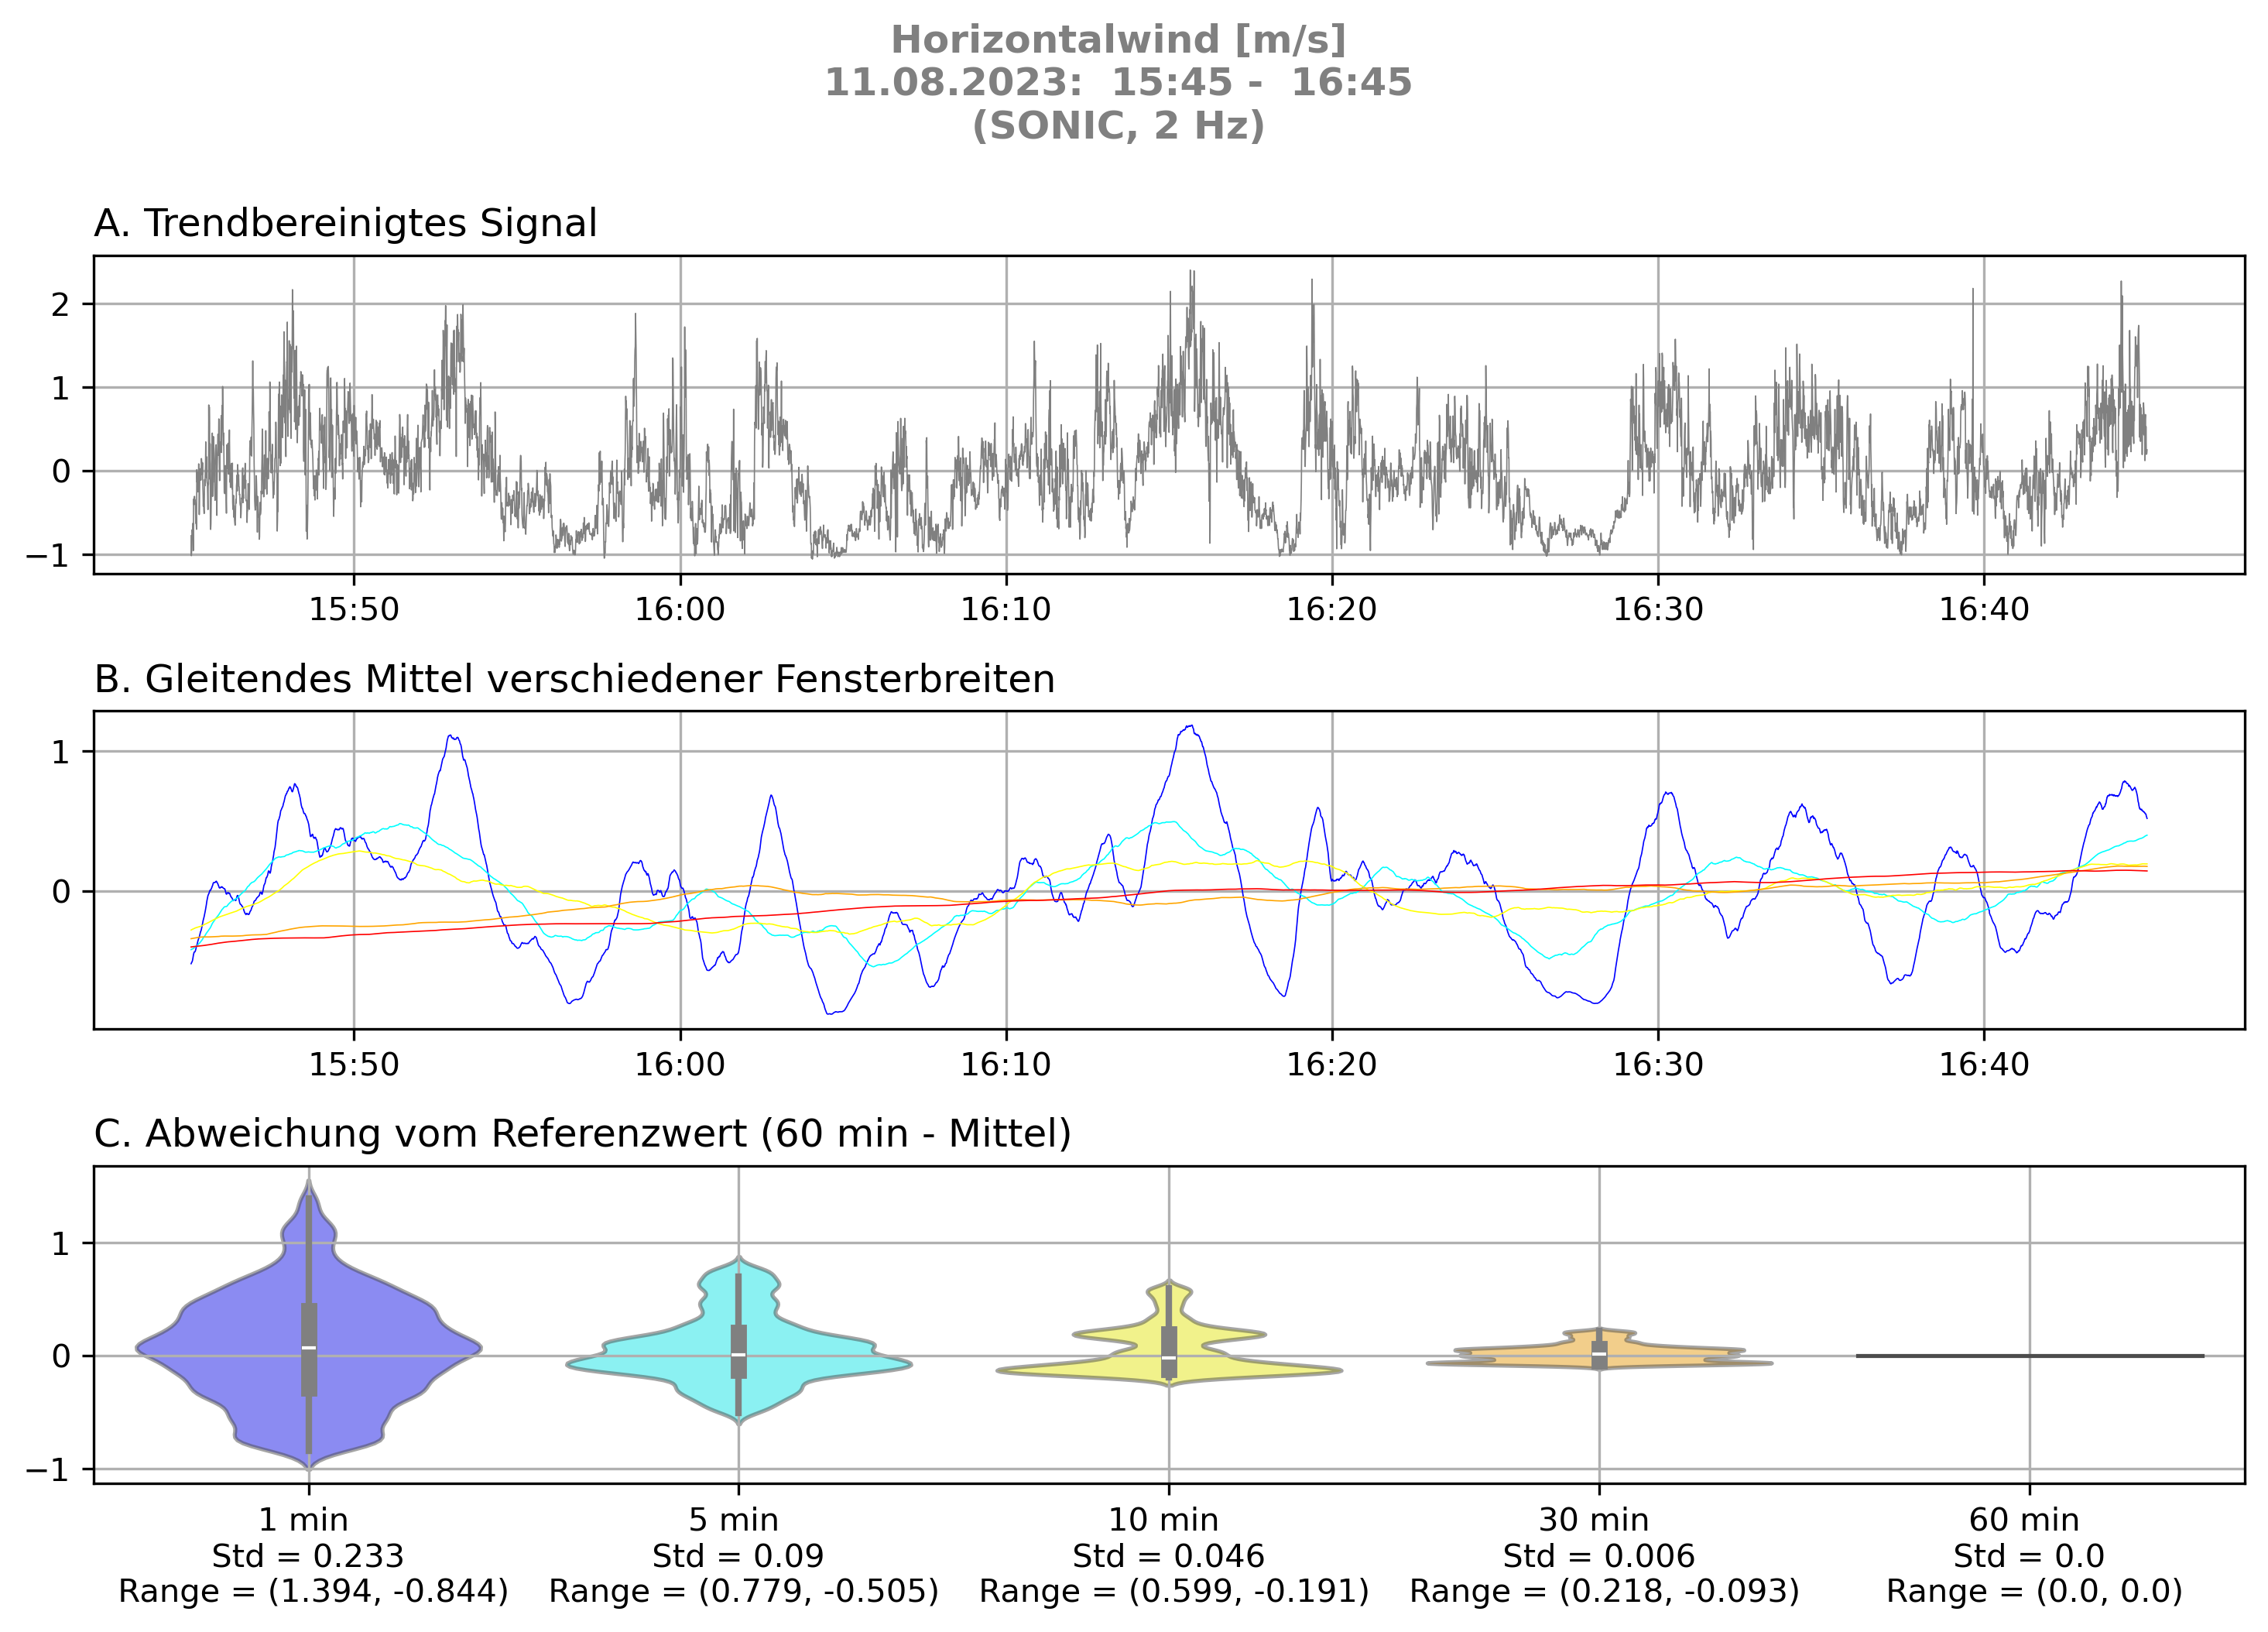 Horizontalwind [m/s]
11.08.2023:  15:45 -  16:45
(SONIC, 2 Hz)
A. Trendbereinigtes Signal
2
1
0
−1
15:50 16:00 16:10 16:20 16:30 16:40
B. Gleitendes Mittel verschiedener Fensterbreiten
1
0
15:50 16:00 16:10 16:20 16:30 16:40
C. Abweichung vom Referenzwert (60 min - Mittel)
1
0
−1
1 min 5 min 10 min 30 min 60 min
Std = 0.233 Std = 0.09 Std = 0.046 Std = 0.006 Std = 0.0
Range = (1.394, -0.844) Range = (0.779, -0.505) Range = (0.599, -0.191) Range = (0.218, -0.093) Range = (0.0, 0.0)